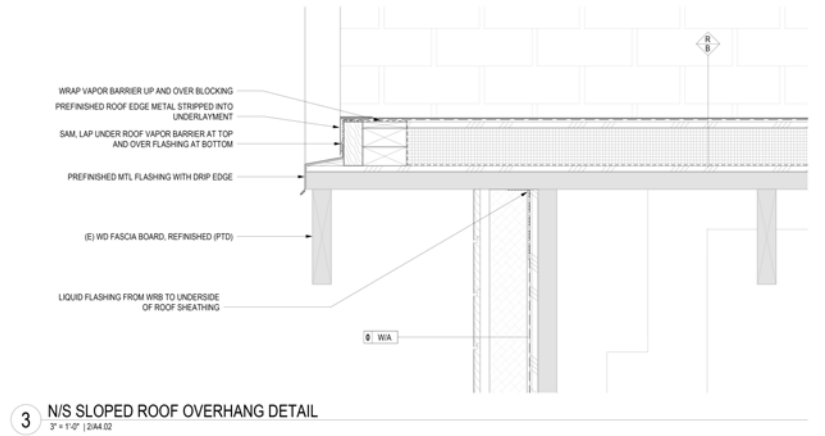 R
B
WRAP VAPOR BARRIER UP AND OVER BLOCKING
PREFINISHED ROOF EDGE METAL STRIPPED INTO
UNDERLAYMENT
SAM, LAP UNDER ROOF VAPOR BARRIER AT TOP
AND OVER FLASHING AT BOTTOM
PREFINISHED MTL FLASHING WITH DRIP EDGE
(E) WD FASCIA BOARD, REFINISHED (PTD)
LIQUID FLASHING FROM WRB TO UNDERSIDE
OF ROOF SHEATHING
W/A
3 N/S SLOPED ROOF OVERHANG DETAIL
3" = 1'-0" | 2/A4.02